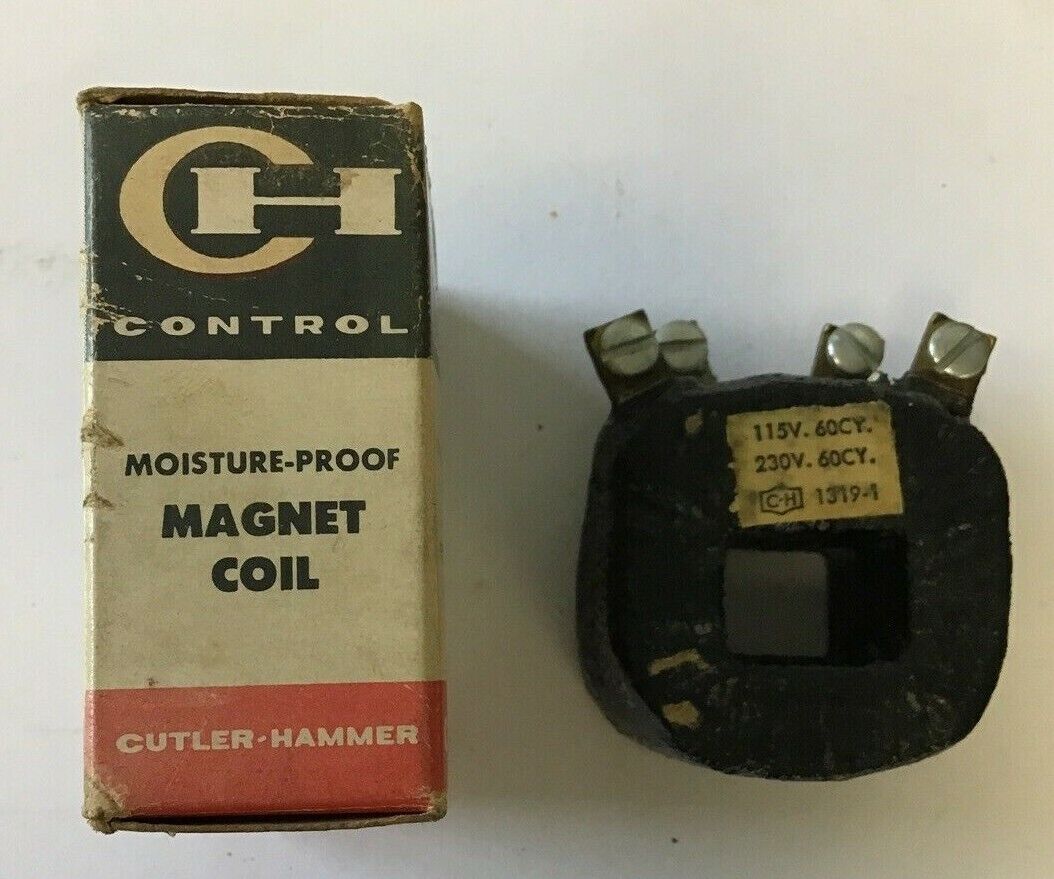 CH
CONTROL
MOISTURE-PROOF
MAGNET
COIL
CUTLER-HAMMER
115V. 60CY.
230V. 60CY.
C-H 1319-1